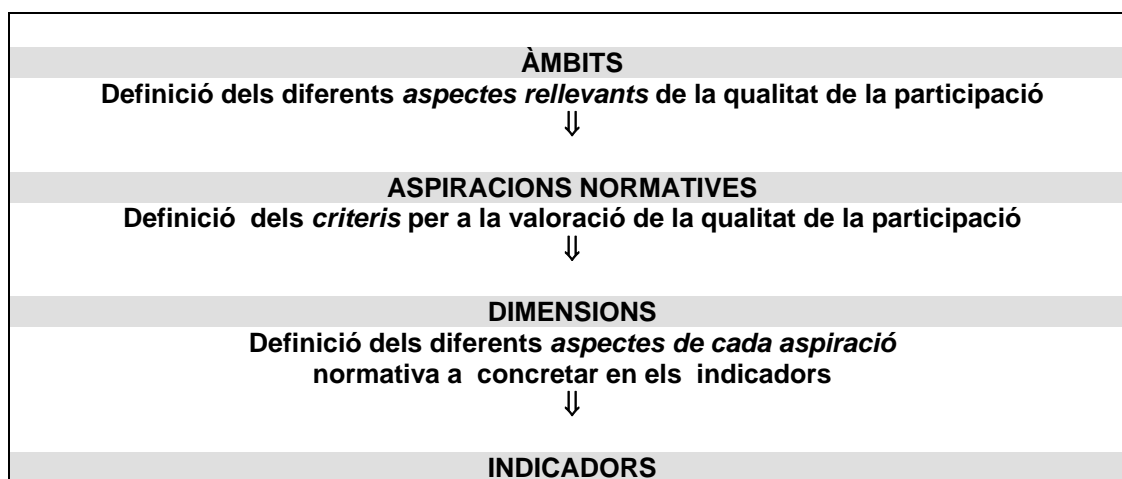 ÀMBITS
Definició dels diferents aspectes rellevants de la qualitat de la participació
⇓
ASPIRACIONS NORMATIVES
Definició dels criteris per a la valoració de la qualitat de la participació
⇓
DIMENSIONS
Definició dels diferents aspectes de cada aspiració
normativa a concretar en els indicadors
⇓
INDICADORS